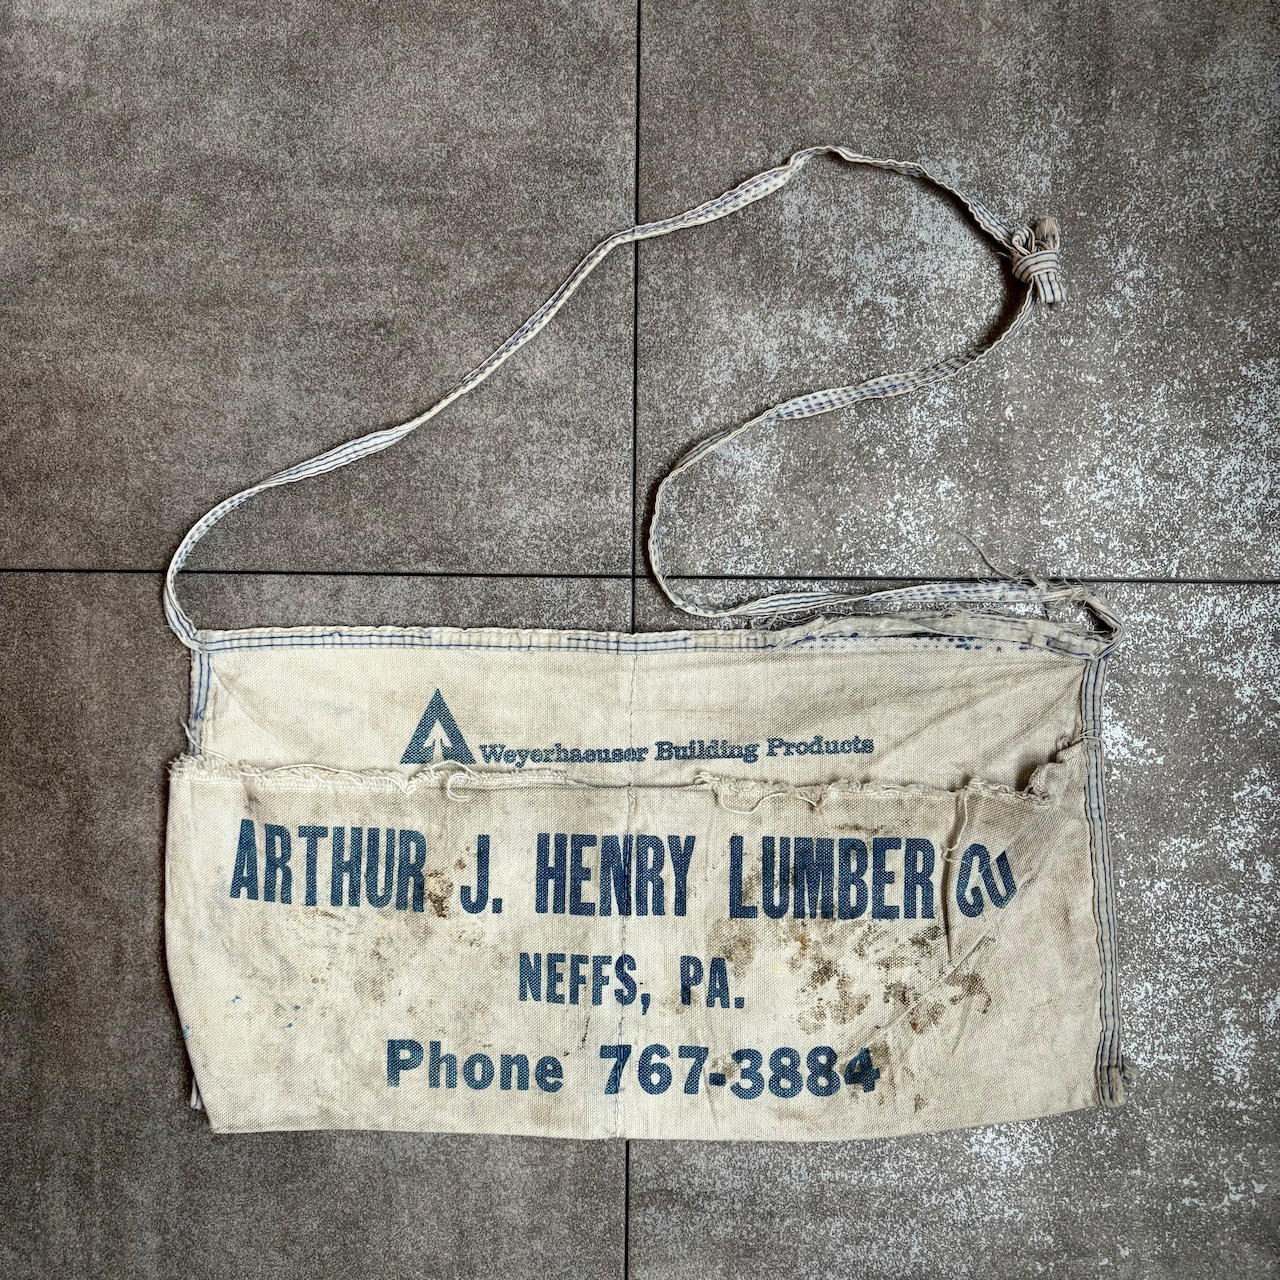 Weyerhaeuser Building Products
ARTHUR J. HENRY LUMBER CO
NEFFS, PA.
Phone 767-3884